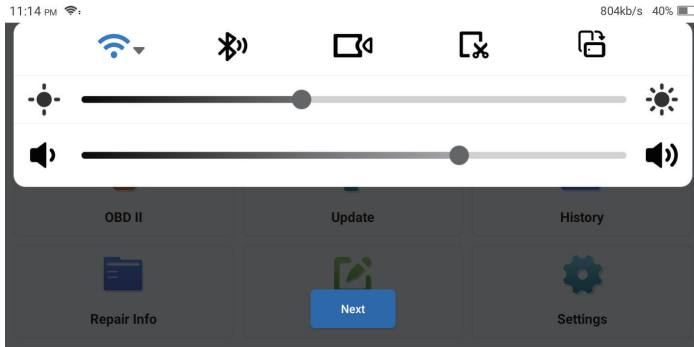 11:14 PM
804kb/s 40%
OBD II
Update
History
Next
Repair Info
Settings